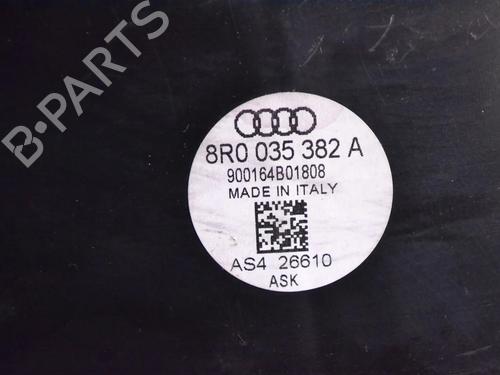 B-PARTS
8R0 035 382 A
900164B01808
MADE IN ITALY
AS4 26610
ASK